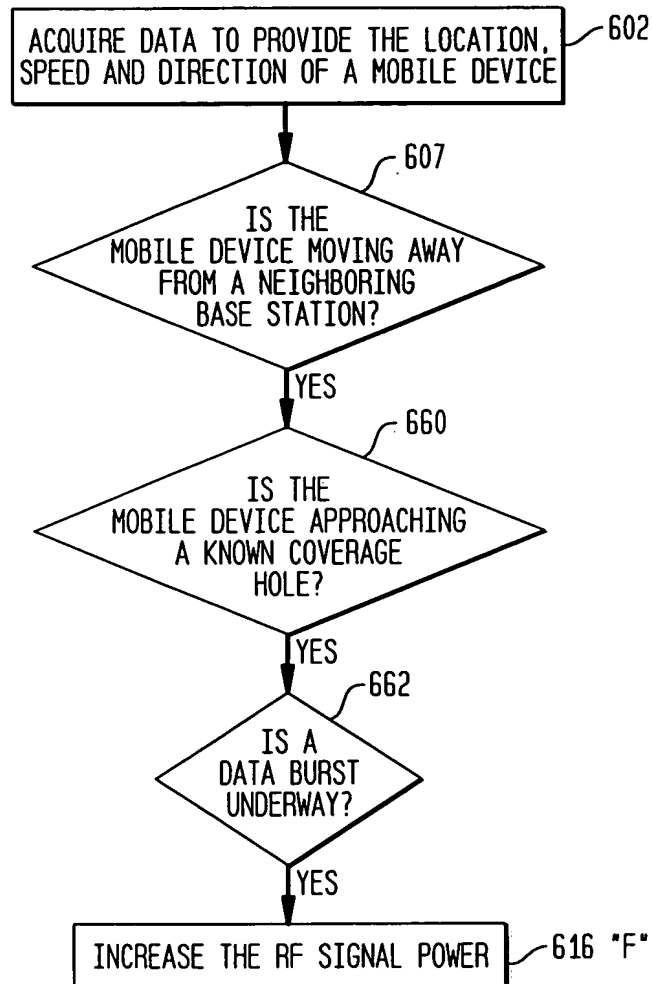 ACQUIRE DATA TO PROVIDE THE LOCATION,
SPEED AND DIRECTION OF A MOBILE DEVICE
602
607
IS THE
MOBILE DEVICE MOVING AWAY
FROM A NEIGHBORING
BASE STATION?
YES
660
IS THE
MOBILE DEVICE APPROACHING
A KNOWN COVERAGE
HOLE?
YES
662
IS A
DATA BURST
UNDERWAY?
YES
INCREASE THE RF SIGNAL POWER
616 "F"